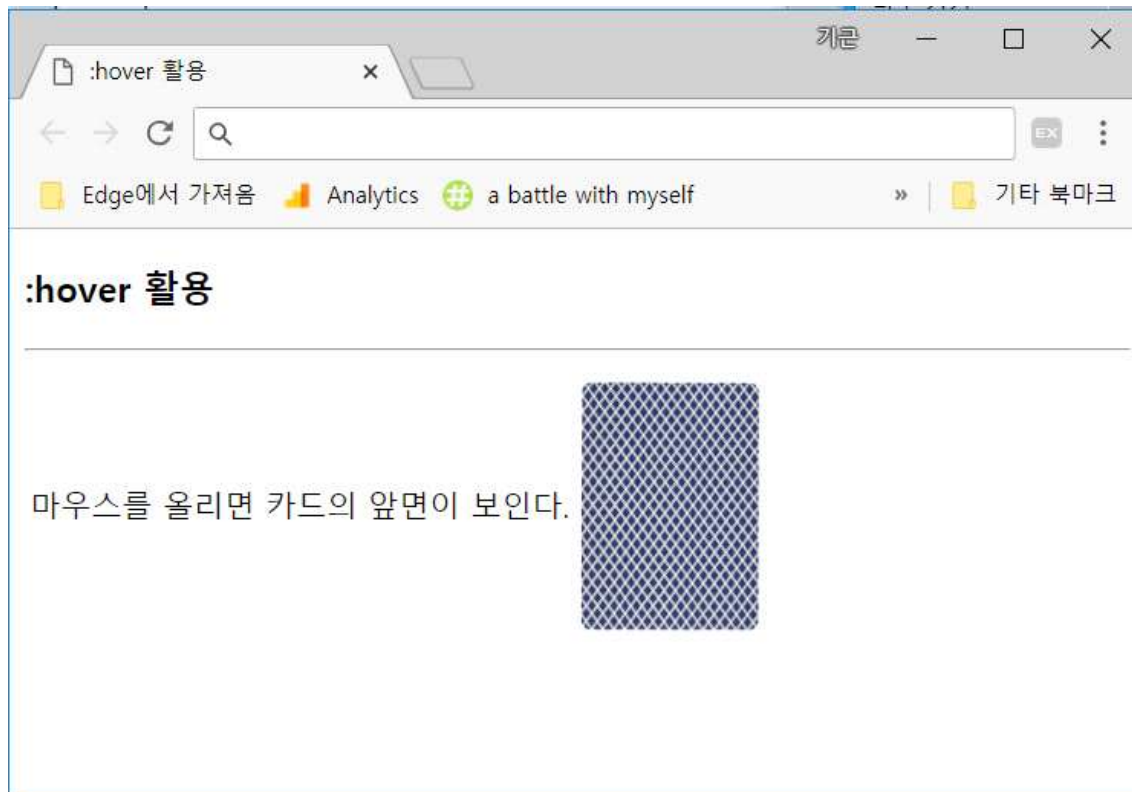 기근
:hover 활용
EX
Edge에서 가져옴 Analytics a battle with myself » 기타 북마크
:hover 활용
마우스를 올리면 카드의 앞면이 보인다.